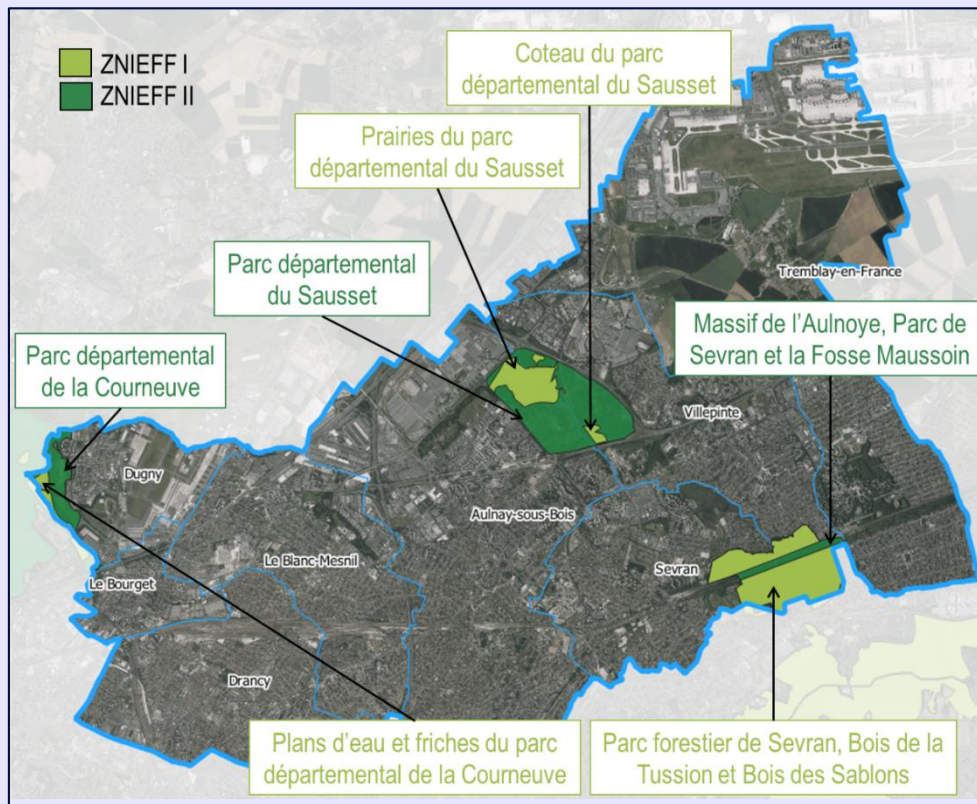 ZNIEFF I
ZNIEFF II
Coteau du parc
départemental du Sausset
Prairies du parc
départemental du Sausset
Parc départemental
du Sausset
Tremblay-en-France
Massif de l'Aulnoye, Parc de
Sevran et la Fosse Maussoin
Parc départemental
de la Courneuve
Villepinte
Dugny
Aulnay-sous-Bois
Le Blanc-Mesnil
Sevran
Le Bourget
Drancy
Plans d'eau et friches du parc
départemental de la Courneuve
Parc forestier de Sevran, Bois de la
Tussion et Bois des Sablons